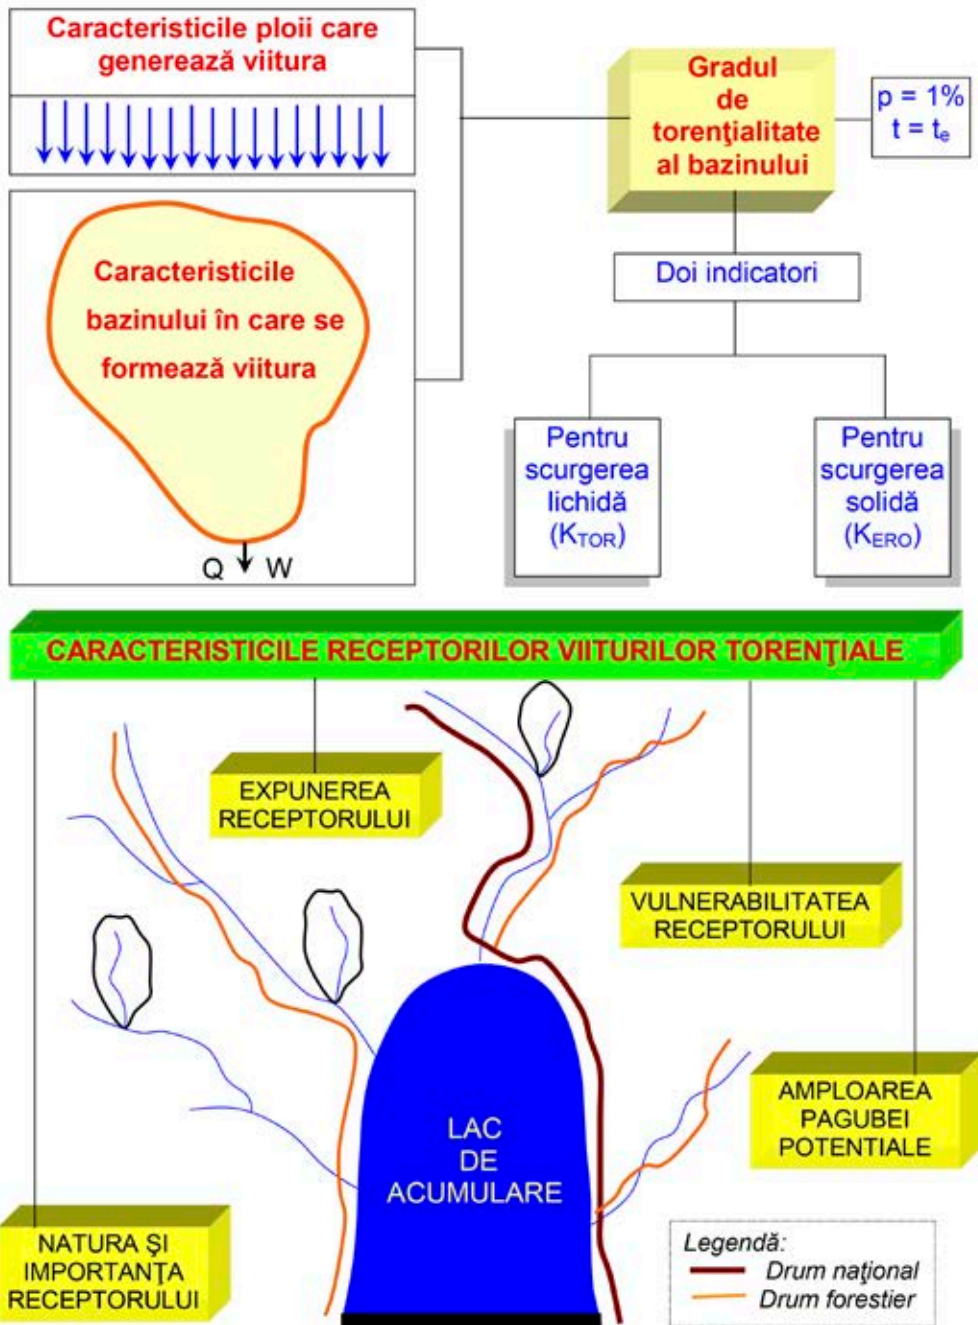 Caracteristicile ploii care
generează viitura
Gradul
de
torenţialitate
al bazinului
p = 1%
t = te
Caracteristicile
bazinului în care se
formează viitura
Q W
Doi indicatori
Pentru
scurgerea
lichidă
(KTOR)
Pentru
scurgerea
solidă
(KERO)
CARACTERISTICILE RECEPTORILOR VIITURILOR TORENŢIALE
EXPUNEREA
RECEPTORULUI
VULNERABILITATEA
RECEPTORULUI
AMPLOAREA
PAGUBEI
POTENTIALE
LAC
DE
ACUMULARE
NATURA ŞI
IMPORTANŢA
RECEPTORULUI
Legendă:
Drum naţional
Drum forestier